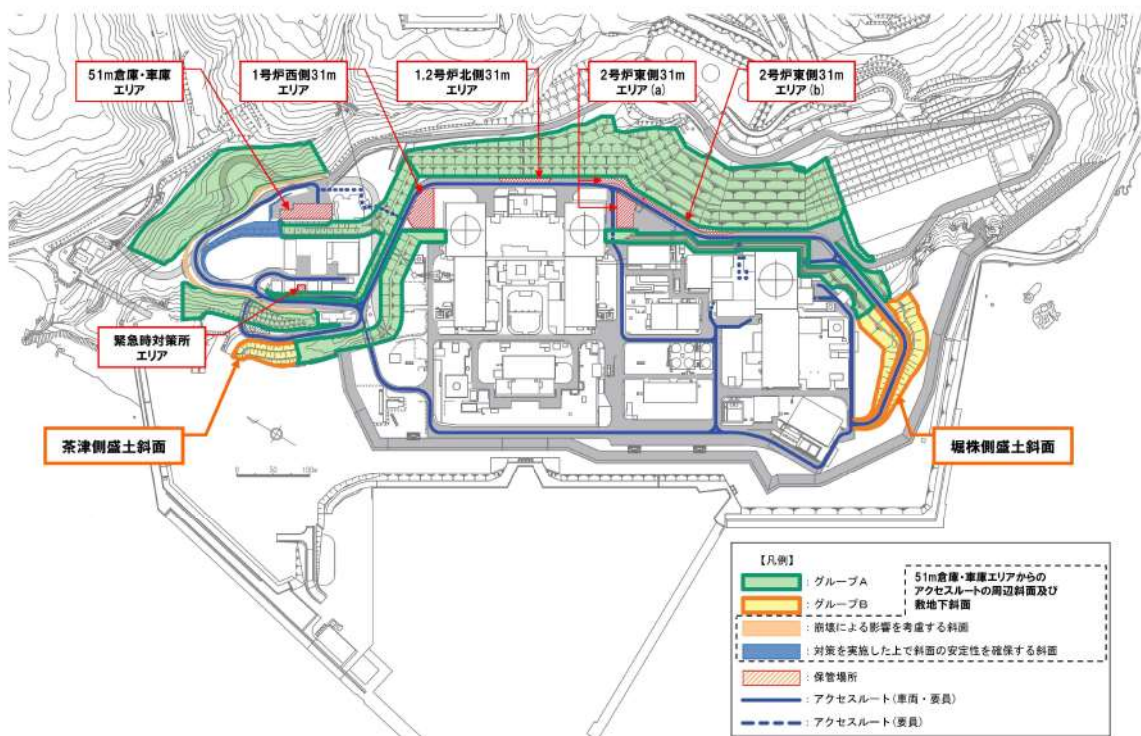 51m倉庫・車庫
エリア
1号炉西側31m
エリア
1,2号炉北側31m
エリア
2号炉東側31m
エリア(a)
2号炉東側31m
エリア(b)
緊急時対策所
エリア
茶津側盛土斜面
堀株側盛土斜面
0 50 100m
【凡例】
：グループA
：グループB
51m倉庫・車庫エリアからの
アクセスルートの周辺斜面及び
敷地下斜面
：崩壊による影響を考慮する斜面
：対策を実施した上で斜面の安定性を確保する斜面
：保管場所
：アクセスルート(車両・要員)
：アクセスルート(要員)